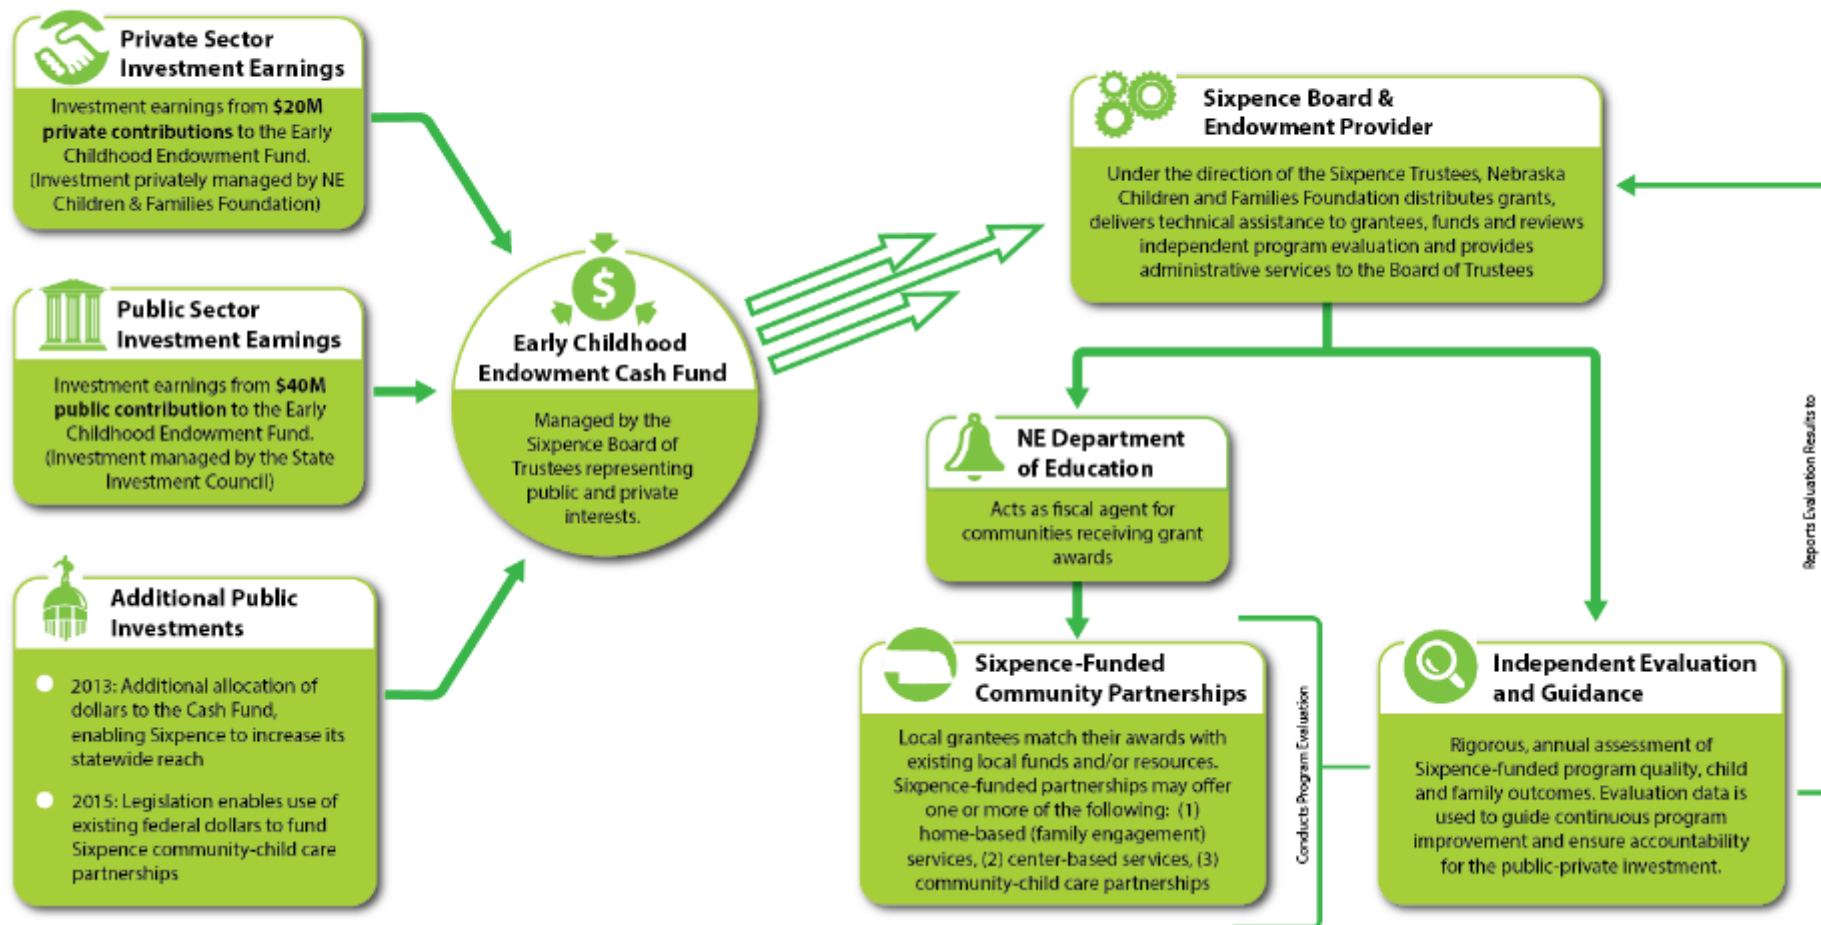 Private Sector
Investment Earnings
Investment earnings from $20M
private contributions to the Early
Childhood Endowment Fund.
(Investment privately managed by NE
Children & Families Foundation)
Public Sector
Investment Earnings
Investment earnings from $40M
public contribution to the Early
Childhood Endowment Fund.
(Investment managed by the State
Investment Council)
Additional Public
Investments
2013: Additional allocation of
dollars to the Cash Fund,
enabling Sixpence to increase its
statewide reach
2015: Legislation enables use of
existing federal dollars to fund
Sixpence community-child care
partnerships
$
Early Childhood
Endowment Cash Fund
Managed by the
Sixpence Board of
Trustees representing
public and private
interests.
Sixpence Board &
Endowment Provider
Under the direction of the Sixpence Trustees, Nebraska
Children and Families Foundation distributes grants,
delivers technical assistance to grantees, funds and reviews
independent program evaluation and provides
administrative services to the Board of Trustees
NE Department
of Education
Acts as fiscal agent for
communities receiving grant
awards
Sixpence-Funded
Community Partnerships
Local grantees match their awards with
existing local funds and/or resources.
Sixpence-funded partnerships may offer
one or more of the following: (1)
home-based (family engagement)
services, (2) center-based services, (3)
community-child care partnerships
Conducts Program Evaluation
Independent Evaluation
and Guidance
Rigorous, annual assessment of
Sixpence-funded program quality, child
and family outcomes. Evaluation data is
used to guide continuous program
improvement and ensure accountability
for the public-private investment.
Reports Evaluation Results to